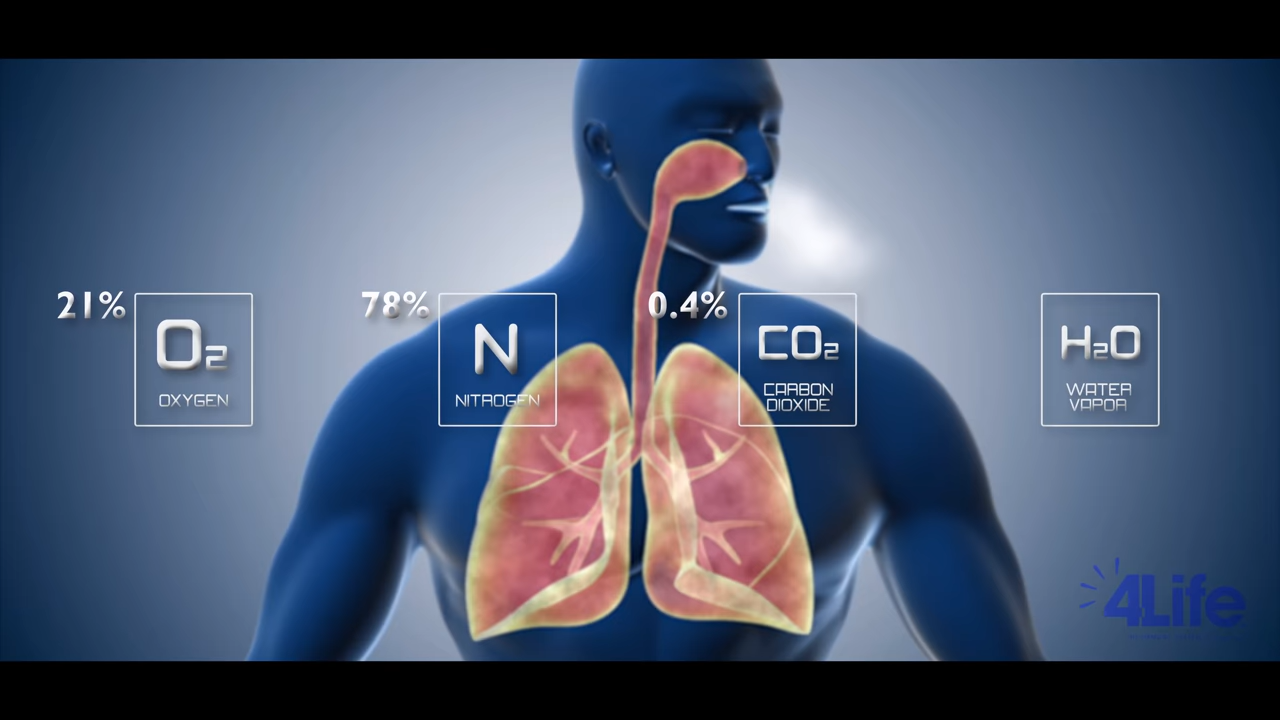 21%
O₂
OXYGEN
78%
N
NITROGEN
0.4%
CO₂
CARBON
DIOXIDE
H₂O
WATER
VAPOR
4Life